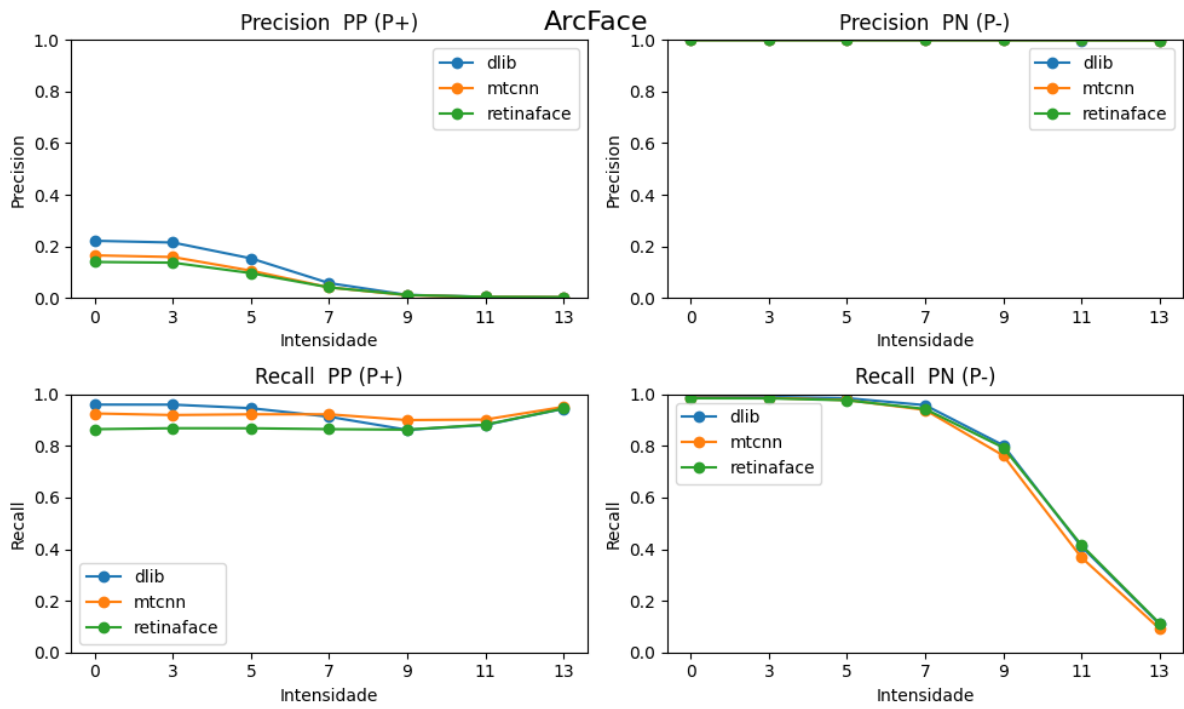 ArcFace
Precision  PP (P+)
1.0
0.8
0.6
0.4
0.2
0.0
Precision
dlib
mtcnn
retinaface
0 3 5 7 9 11 13
Intensidade
Precision  PN (P-)
1.0
0.8
0.6
0.4
0.2
0.0
Precision
dlib
mtcnn
retinaface
0 3 5 7 9 11 13
Intensidade
Recall  PP (P+)
1.0
0.8
0.6
0.4
0.2
0.0
Recall
dlib
mtcnn
retinaface
0 3 5 7 9 11 13
Intensidade
Recall  PN (P-)
1.0
0.8
0.6
0.4
0.2
0.0
Recall
dlib
mtcnn
retinaface
0 3 5 7 9 11 13
Intensidade